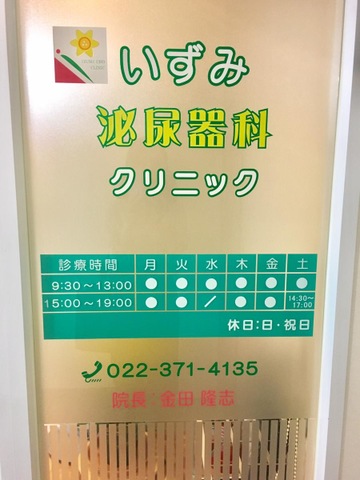 いずみ
泌尿器科
クリニック
診療時間 月 火 水 木 金 土
9:30～13:00 ● ● ● ● ● ●
15:00～19:00 ● ● / ● ● 14:30～17:00
休日:日・祝日
022-371-4135
院長:金田 隆志